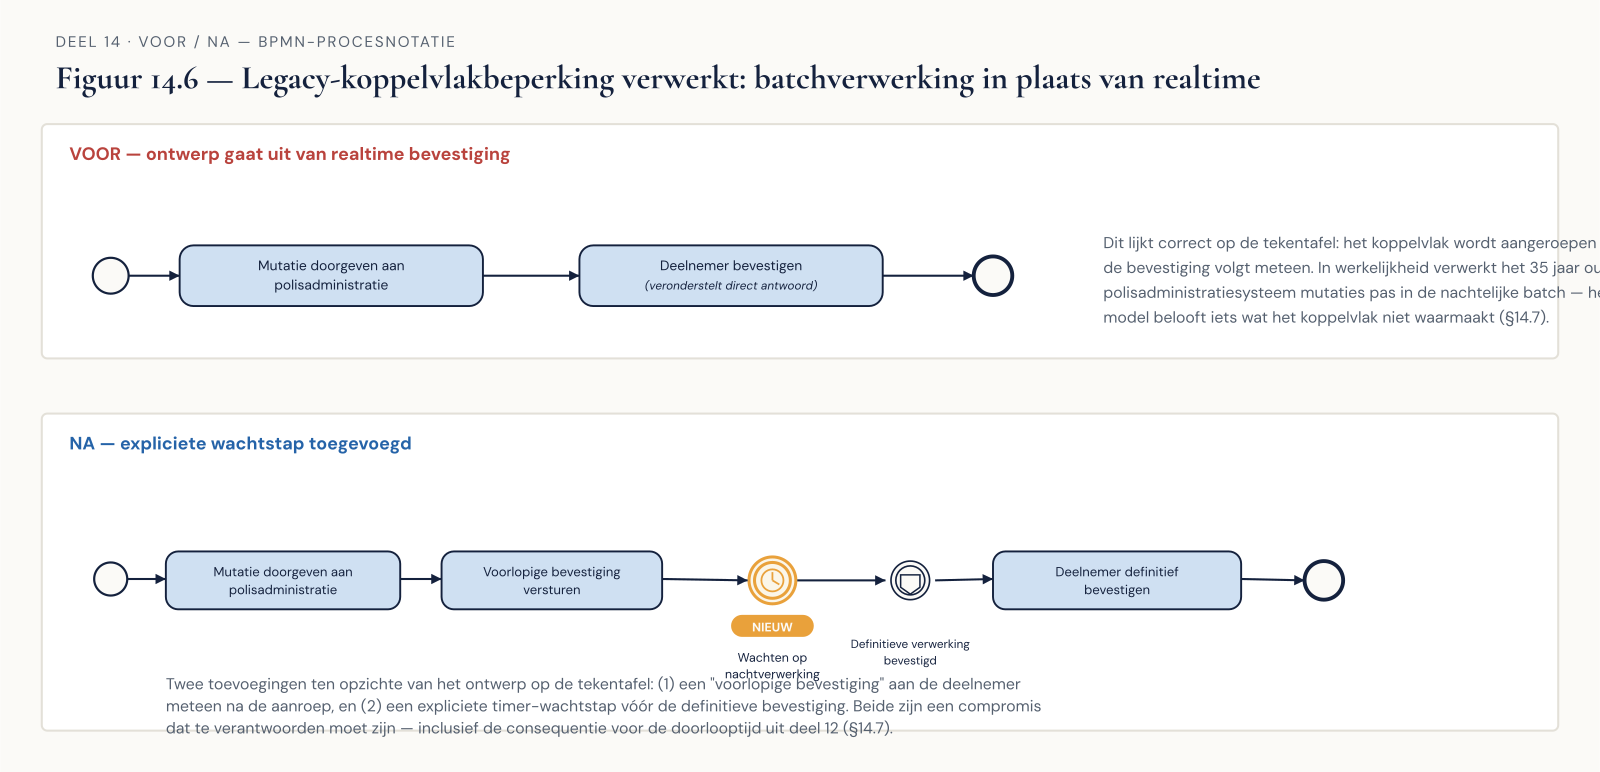 DEEL 14 · VOOR / NA — BPMN-PROCESNOTATIE
Figuur 14.6 — Legacy-koppelvlakbeperking verwerkt: batchverwerking in plaats van realtime
VOOR — ontwerp gaat uit van realtime bevestiging
Mutatie doorgeven aan
polisadministratie
Deelnemer bevestigen
(veronderstelt direct antwoord)
Dit lijkt correct op de tekentafel: het koppelvlak wordt aangeroepen
de bevestiging volgt meteen. In werkelijkheid verwerkt het 35 jaar
polisadministratiesysteem mutaties pas in de nachtelijke batch —
model belooft iets wat het koppelvlak niet waarmaakt (§14.7).
NA — expliciete wachtstap toegevoegd
Mutatie doorgeven aan
polisadministratie
Voorlopige bevestiging
versturen
NIEUW
Wachten op
nachtverwerking
Definitieve verwerking
bevestigd
Deelnemer definitief
bevestigen
Twee toevoegingen ten opzichte van het ontwerp op de tekentafel: (1) een "voorlopige bevestiging" aan de deelnemer
meteen na de aanroep, en (2) een expliciete timer-wachtstap vóór de definitieve bevestiging. Beide zijn een compromis
dat te verantwoorden moet zijn — inclusief de consequentie voor de doorlooptijd uit deel 12 (§14.7).